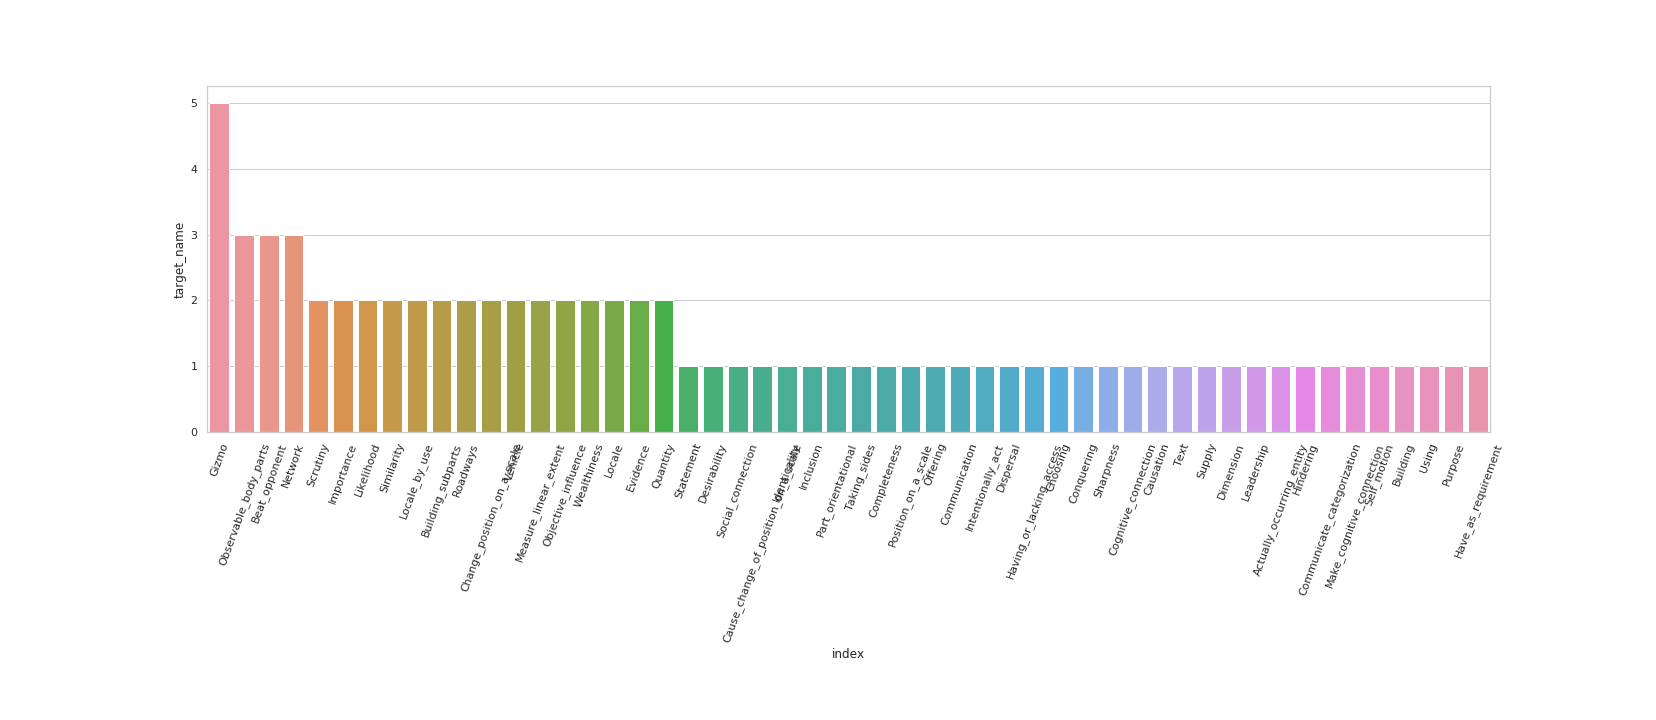 target_name
5
4
3
2
1
0
Gizmo
Observable_body_parts
Beat_opponent
Network
Scrutiny
Importance
Likelihood
Similarity
Locale_by_use
Building_subparts
Roadways
Change_position_on_a_scale
Vehicle
Measure_linear_extent
Objective_influence
Wealthiness
Locale
Evidence
Quantity
Statement
Desirability
Social_connection
Cause_change_of_position_on_a_scale
Identicality
Inclusion
Part_orientational
Taking_sides
Completeness
Position_on_a_scale
Offering
Communication
Intentionally_act
Dispersal
Having_or_lacking_access
Choosing
Conquering
Sharpness
Cognitive_connection
Causation
Text
Supply
Dimension
Leadership
Actually_occurring_entity
Hindering
Communicate_categorization
Make_cognitive_connection
Self_motion
Building
Using
Purpose
Have_as_requirement
index